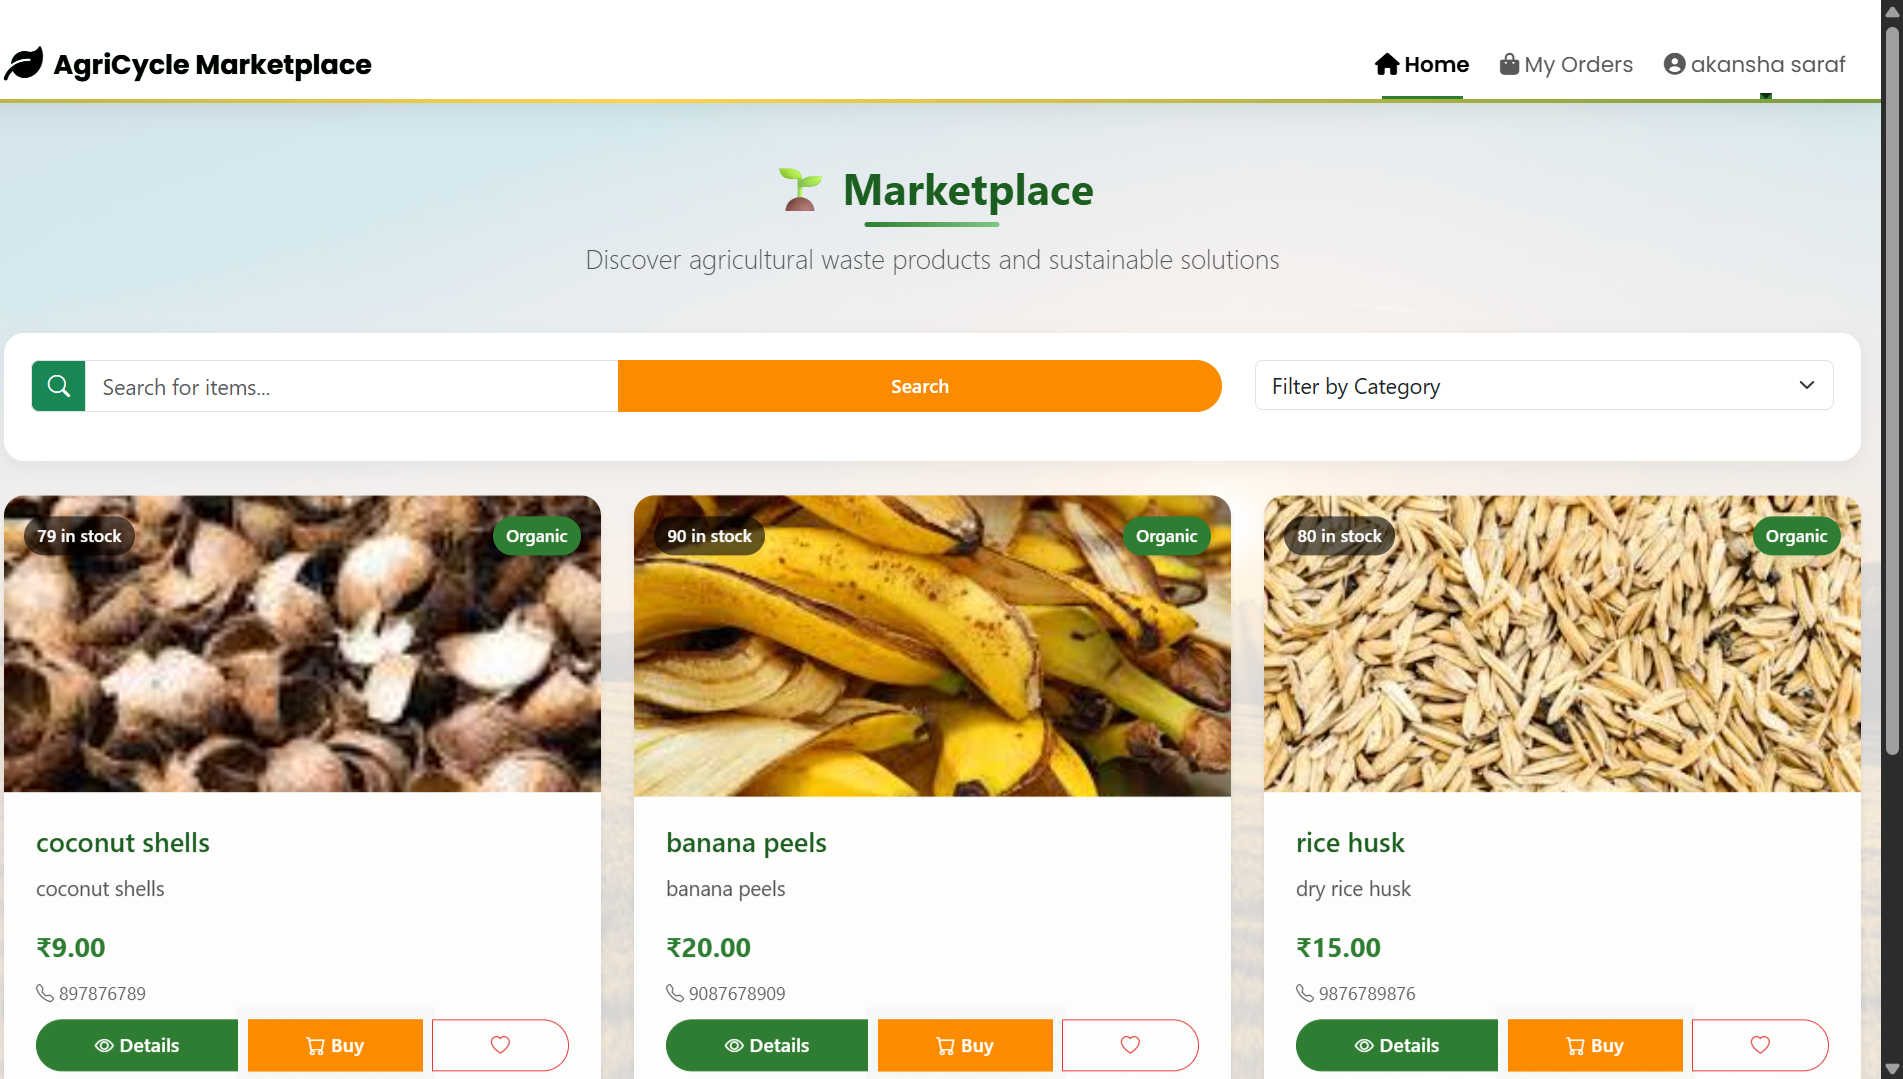 AgriCycle Marketplace
Home My Orders akansha saraf
Marketplace
Discover agricultural waste products and sustainable solutions
Search for items... Search Filter by Category
79 in stock Organic 90 in stock Organic 80 in stock Organic
coconut shells banana peels rice husk
coconut shells banana peels dry rice husk
₹9.00 ₹20.00 ₹15.00
897876789 9087678909 9876789876
Details Buy Details Buy Details Buy